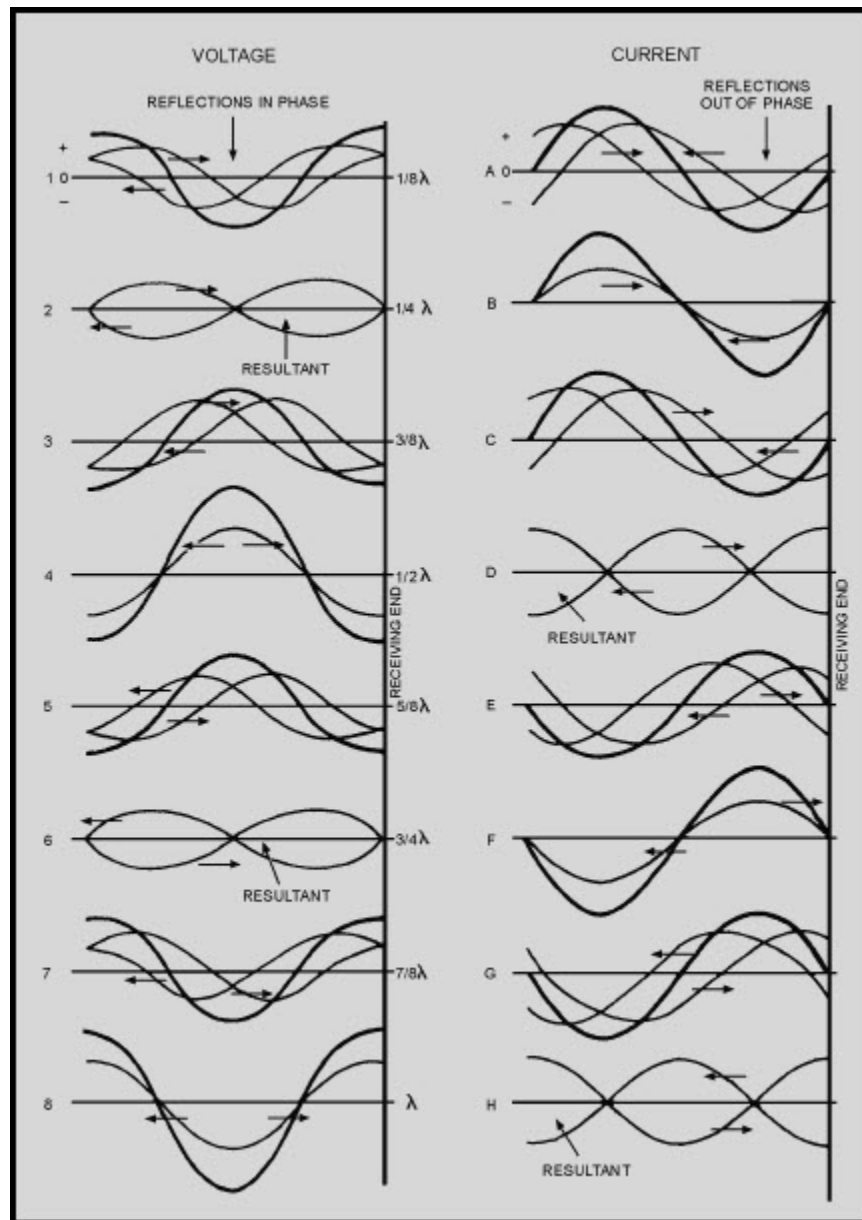 VOLTAGE
REFLECTIONS IN PHASE
+
1 0
−
1/8λ
2
1/4 λ
RESULTANT
3
3/8λ
4
1/2λ
RECEIVING END
5
5/8λ
6
3/4λ
RESULTANT
7
7/8λ
8
λ
CURRENT
REFLECTIONS
OUT OF PHASE
+
A 0
−
B
C
D
RESULTANT
RECEIVING END
E
F
G
H
RESULTANT